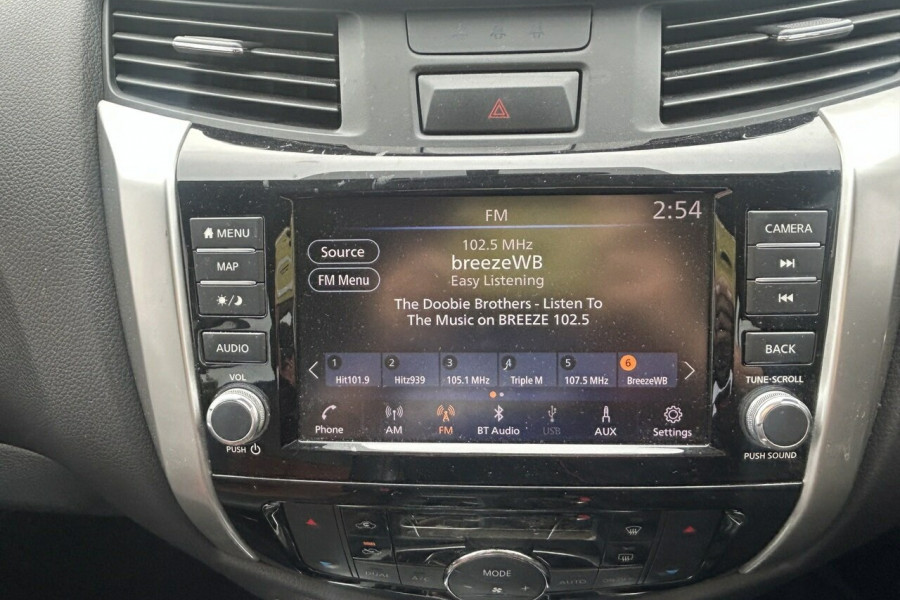 FM
2:54
MENU
MAP
AUDIO
VOL
PUSH
Source
FM Menu
102.5 MHz
breezeWB
Easy Listening
The Doobie Brothers - Listen To
The Music on BREEZE 102.5
1 2 3 4 5 6
Hit101.9 Hitz939 105.1 MHz Triple M 107.5 MHz BreezeWB
Phone AM FM BT Audio USB AUX Settings
CAMERA
BACK
TUNE·SCROLL
PUSH SOUND
DUAL A/C MODE AUTO